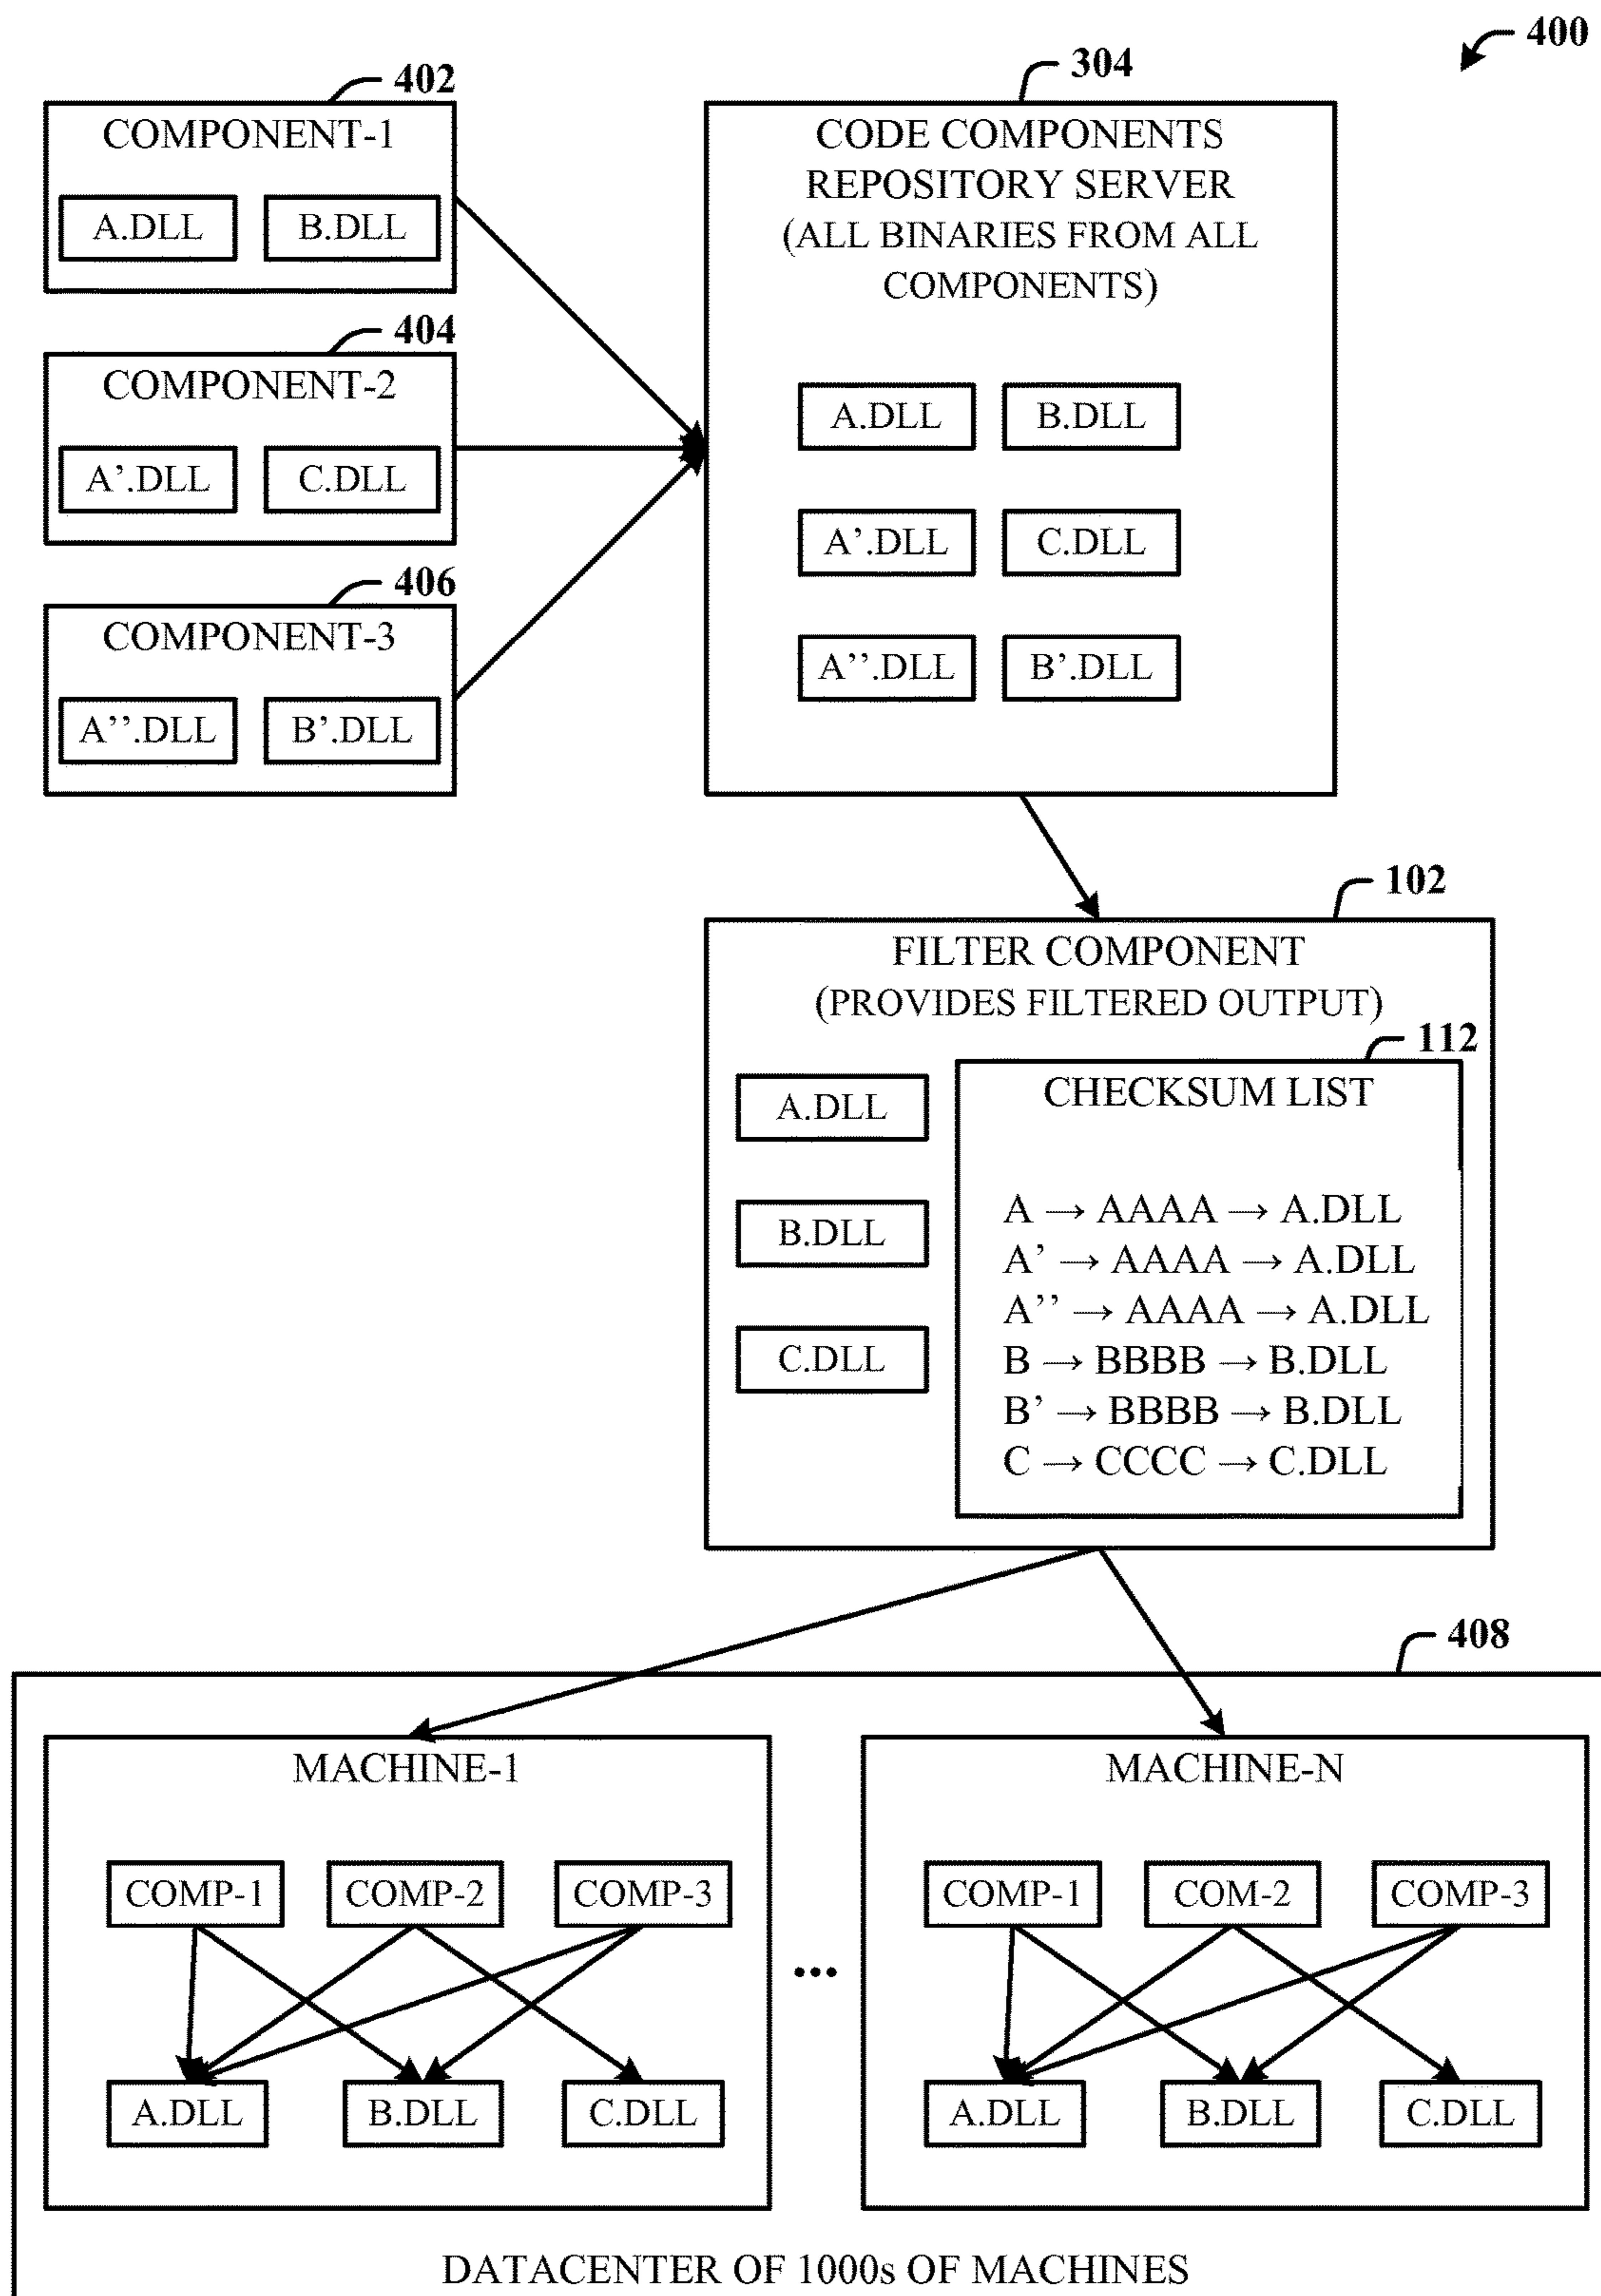 400
402
COMPONENT-1
A.DLL B.DLL
404
COMPONENT-2
A’.DLL C.DLL
406
COMPONENT-3
A’’.DLL B’.DLL
304
CODE COMPONENTS
REPOSITORY SERVER
(ALL BINARIES FROM ALL
COMPONENTS)
A.DLL B.DLL
A’.DLL C.DLL
A’’.DLL B’.DLL
102
FILTER COMPONENT
(PROVIDES FILTERED OUTPUT)
A.DLL
B.DLL
C.DLL
112
CHECKSUM LIST
A → AAAA → A.DLL
A’ → AAAA → A.DLL
A’’ → AAAA → A.DLL
B → BBBB → B.DLL
B’ → BBBB → B.DLL
C → CCCC → C.DLL
408
MACHINE-1
COMP-1 COMP-2 COMP-3
A.DLL B.DLL C.DLL
...
MACHINE-N
COMP-1 COM-2 COMP-3
A.DLL B.DLL C.DLL
DATACENTER OF 1000s OF MACHINES